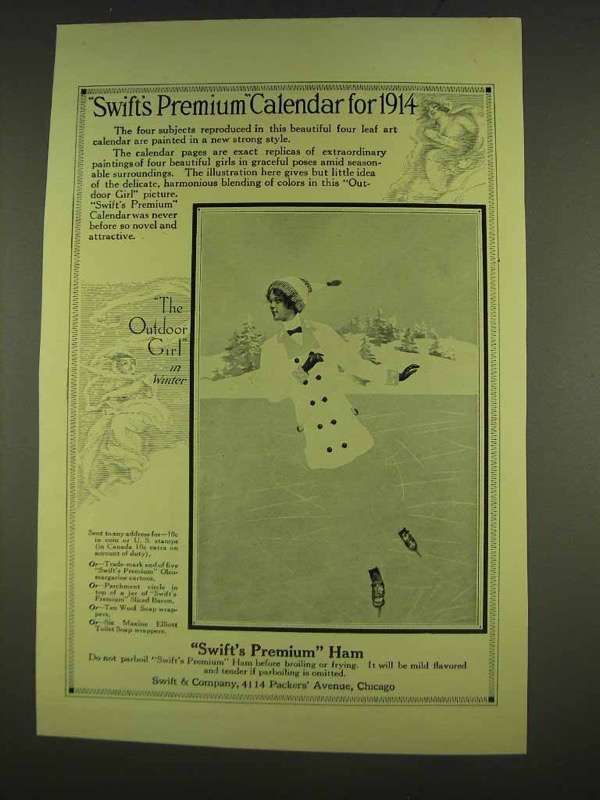 "Swift's Premium" Calendar for 1914
The four subjects reproduced in this beautiful four leaf art
calendar are painted in a new strong style.
The calendar pages are exact replicas of extraordinary
paintings of four beautiful girls in graceful poses amid season-
able surroundings. The illustration here gives but little idea
of the delicate, harmonious blending of colors in this "Out-
door Girl" picture.
"Swift's Premium"
Calendar was never
before so novel and
attractive.
"The
Outdoor
Girl"
in
Winter
Sent to any address for—10c
in coin or U. S. stamps
(in Canada 10c extra on
account of duty).
Or—Trade-mark end of five
"Swift's Premium" Oleo-
margarine cartons.
Or—Parchment circle in
top of a jar of "Swift's
Premium" Sliced Bacon.
Or—Ten Wool Soap wrap-
pers.
Or—Six Maxine Elliott
Toilet Soap wrappers.
"Swift's Premium" Ham
Do not parboil "Swift's Premium" Ham before broiling or frying. It will be mild flavored
and tender if parboiling is omitted.
Swift & Company, 4114 Packers' Avenue, Chicago